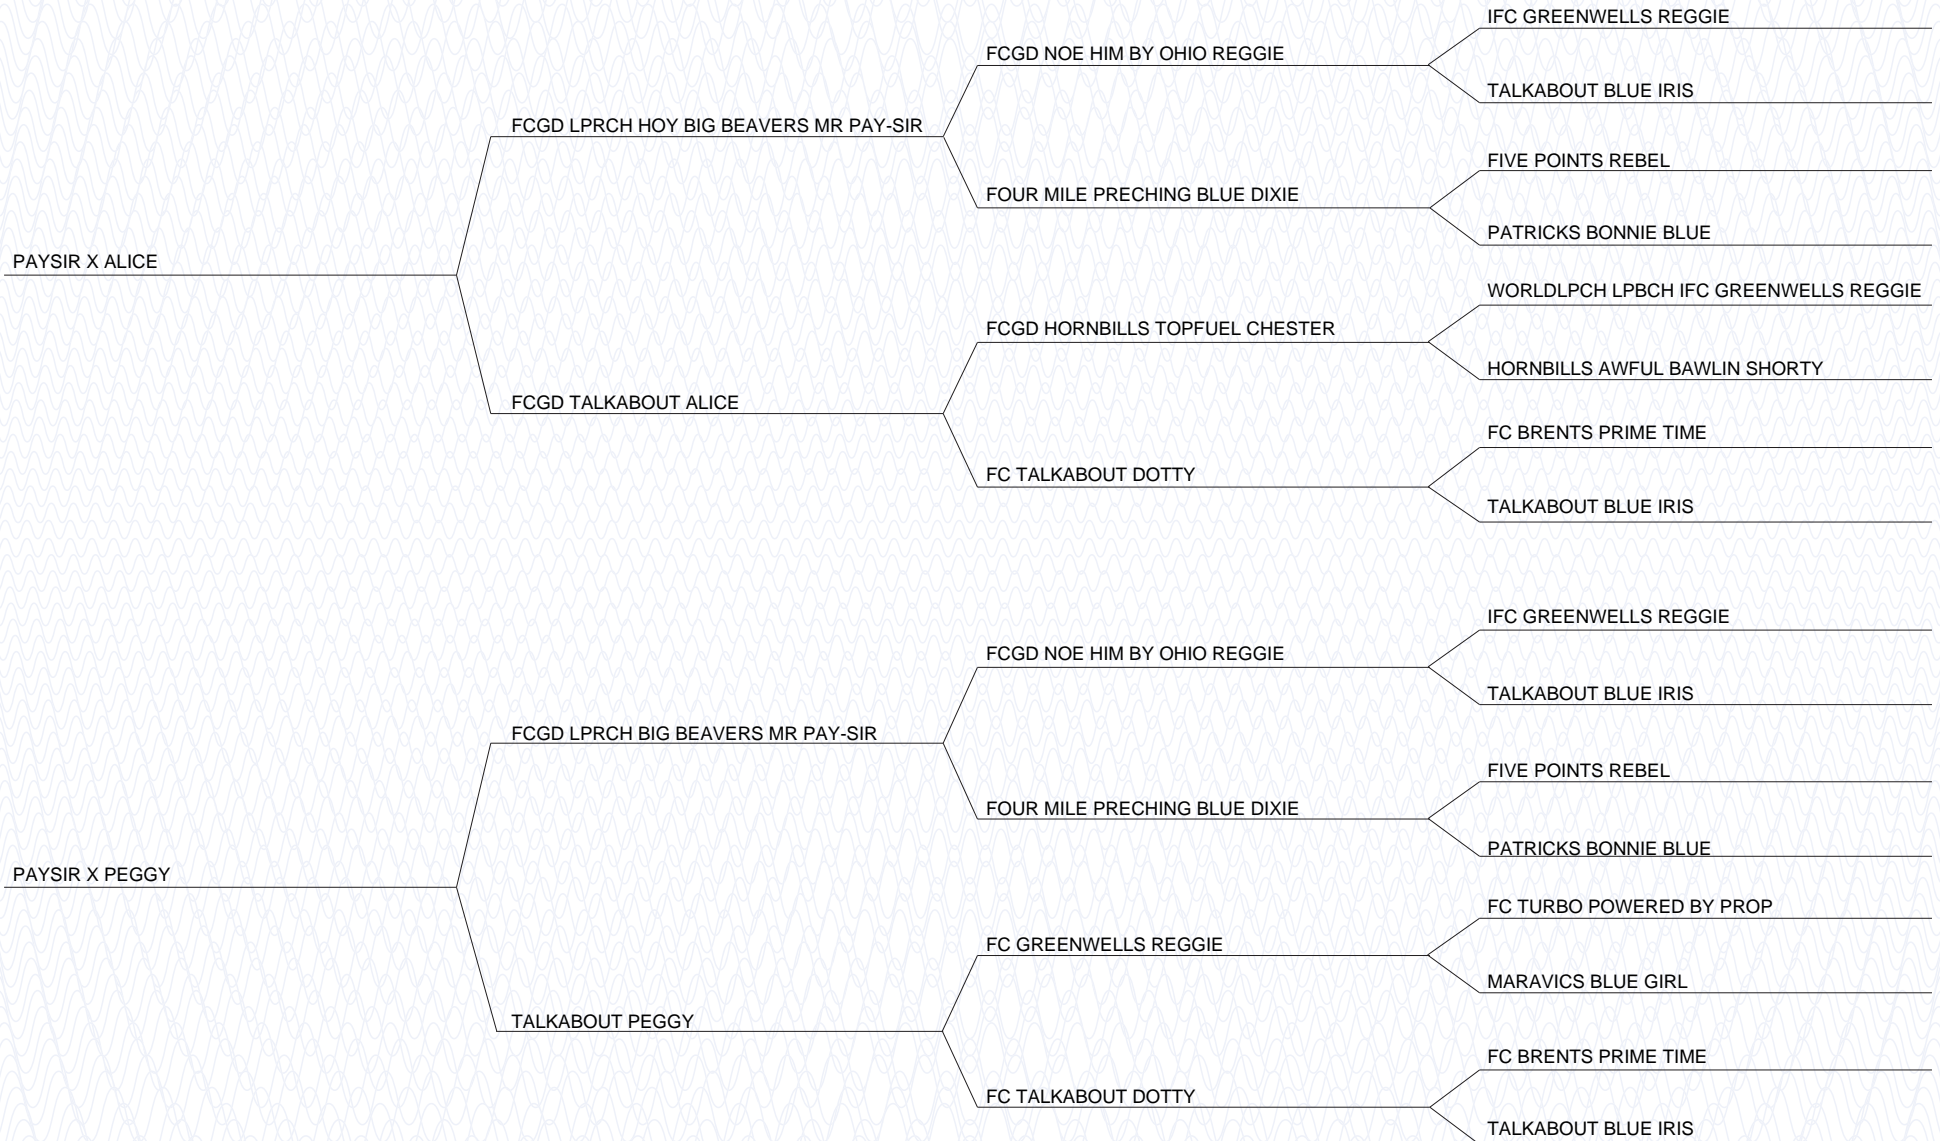 IFC GREENWELLS REGGIE
FCGD NOE HIM BY OHIO REGGIE
TALKABOUT BLUE IRIS
FCGD LPRCH HOY BIG BEAVERS MR PAY-SIR
FIVE POINTS REBEL
FOUR MILE PRECHING BLUE DIXIE
PATRICKS BONNIE BLUE
PAYSIR X ALICE
WORLDLPCH LPBCH IFC GREENWELLS REGGIE
FCGD HORNBILLS TOPFUEL CHESTER
HORNBILLS AWFUL BAWLIN SHORTY
FCGD TALKABOUT ALICE
FC BRENTS PRIME TIME
FC TALKABOUT DOTTY
TALKABOUT BLUE IRIS
IFC GREENWELLS REGGIE
FCGD NOE HIM BY OHIO REGGIE
TALKABOUT BLUE IRIS
FCGD LPRCH BIG BEAVERS MR PAY-SIR
FIVE POINTS REBEL
FOUR MILE PRECHING BLUE DIXIE
PATRICKS BONNIE BLUE
PAYSIR X PEGGY
FC TURBO POWERED BY PROP
FC GREENWELLS REGGIE
MARAVICS BLUE GIRL
TALKABOUT PEGGY
FC BRENTS PRIME TIME
FC TALKABOUT DOTTY
TALKABOUT BLUE IRIS